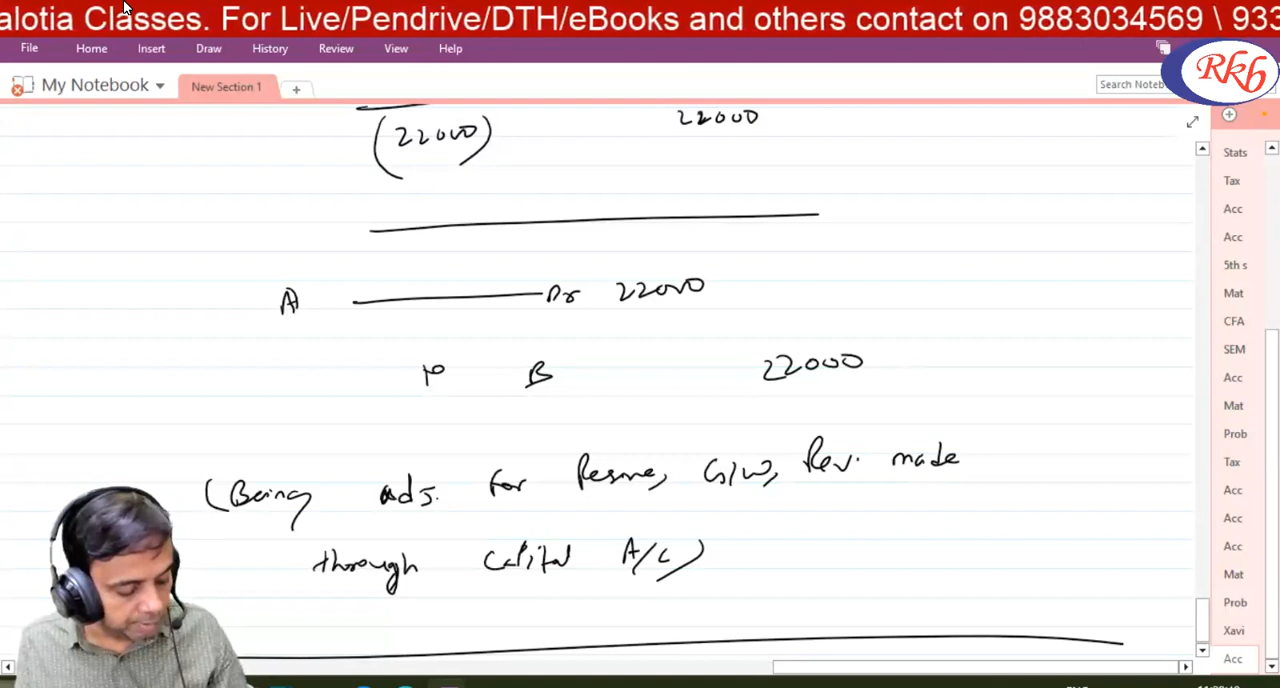 alotia Classes. For Live/Pendrive/DTH/eBooks and others contact on 9883034569 \ 933
File Home Insert Draw History Review View Help
Rkb
My Notebook New Section 1 + Search Noteb
(22000) 22000
A Dr 22000
To B 22000
(Being adj. for Reserve, G/W, Rev. made
through Capital A/c)
Stats
Tax
Acc
Acc
5th s
Mat
CFA
SEM
Acc
Mat
Prob
Tax
Acc
Acc
Acc
Mat
Prob
Xavi
Acc